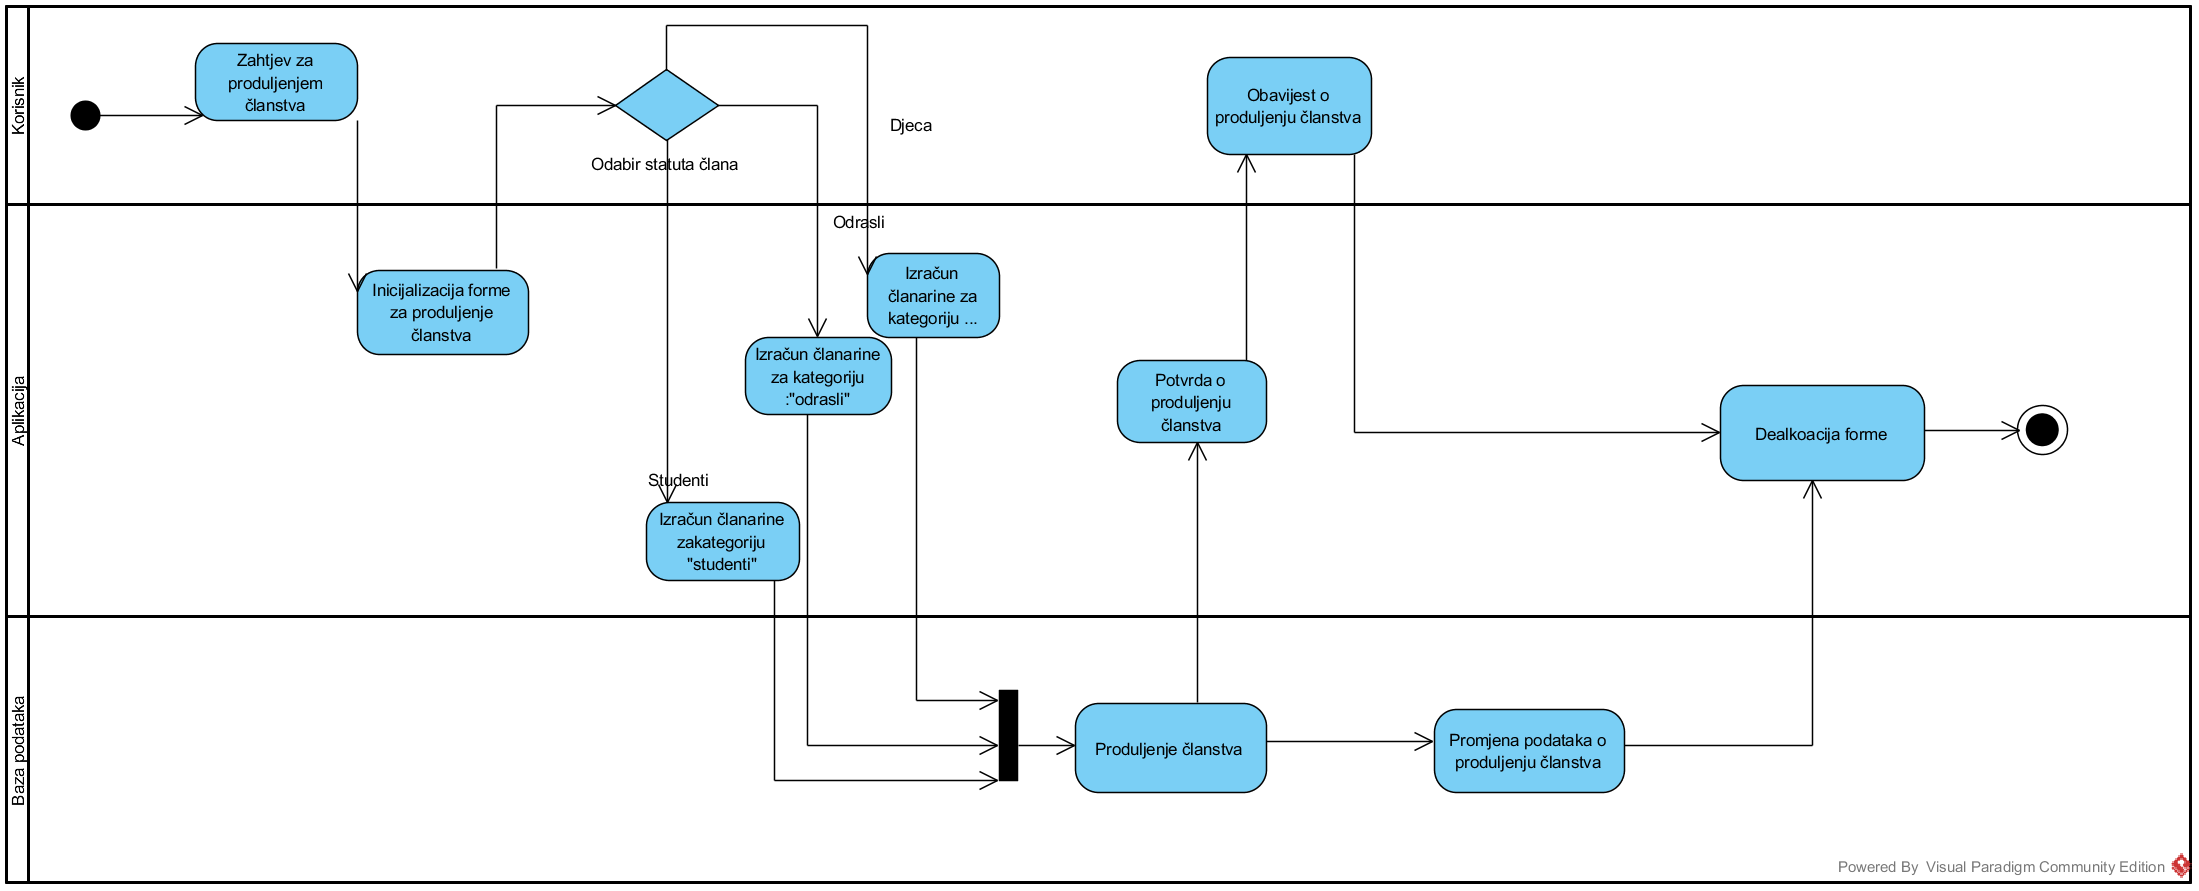 Korisnik
Zahtjev za
produljenjem
članstva
Odabir statuta člana
Djeca
Obavijest o
produljenju članstva
Aplikacija
Inicijalizacija forme
za produljenje
članstva
Odrasli
Izračun
članarine za
kategoriju ...
Izračun članarine
za kategoriju
:"odrasli"
Studenti
Izračun članarine
zakategoriju
"studenti"
Potvrda o
produljenju
članstva
Dealkoacija forme
Baza podataka
Produljenje članstva
Promjena podataka o
produljenju članstva
Powered By Visual Paradigm Community Edition